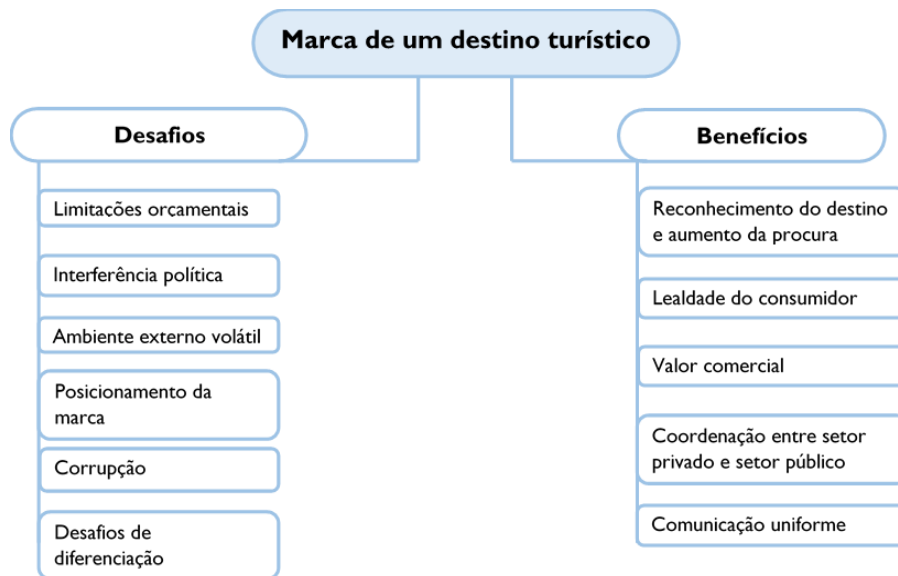 Marca de um destino turístico
Desafios
Limitações orçamentais
Interferência política
Ambiente externo volátil
Posicionamento da
marca
Corrupção
Desafios de
diferenciação
Benefícios
Reconhecimento do destino
e aumento da procura
Lealdade do consumidor
Valor comercial
Coordenação entre setor
privado e setor público
Comunicação uniforme